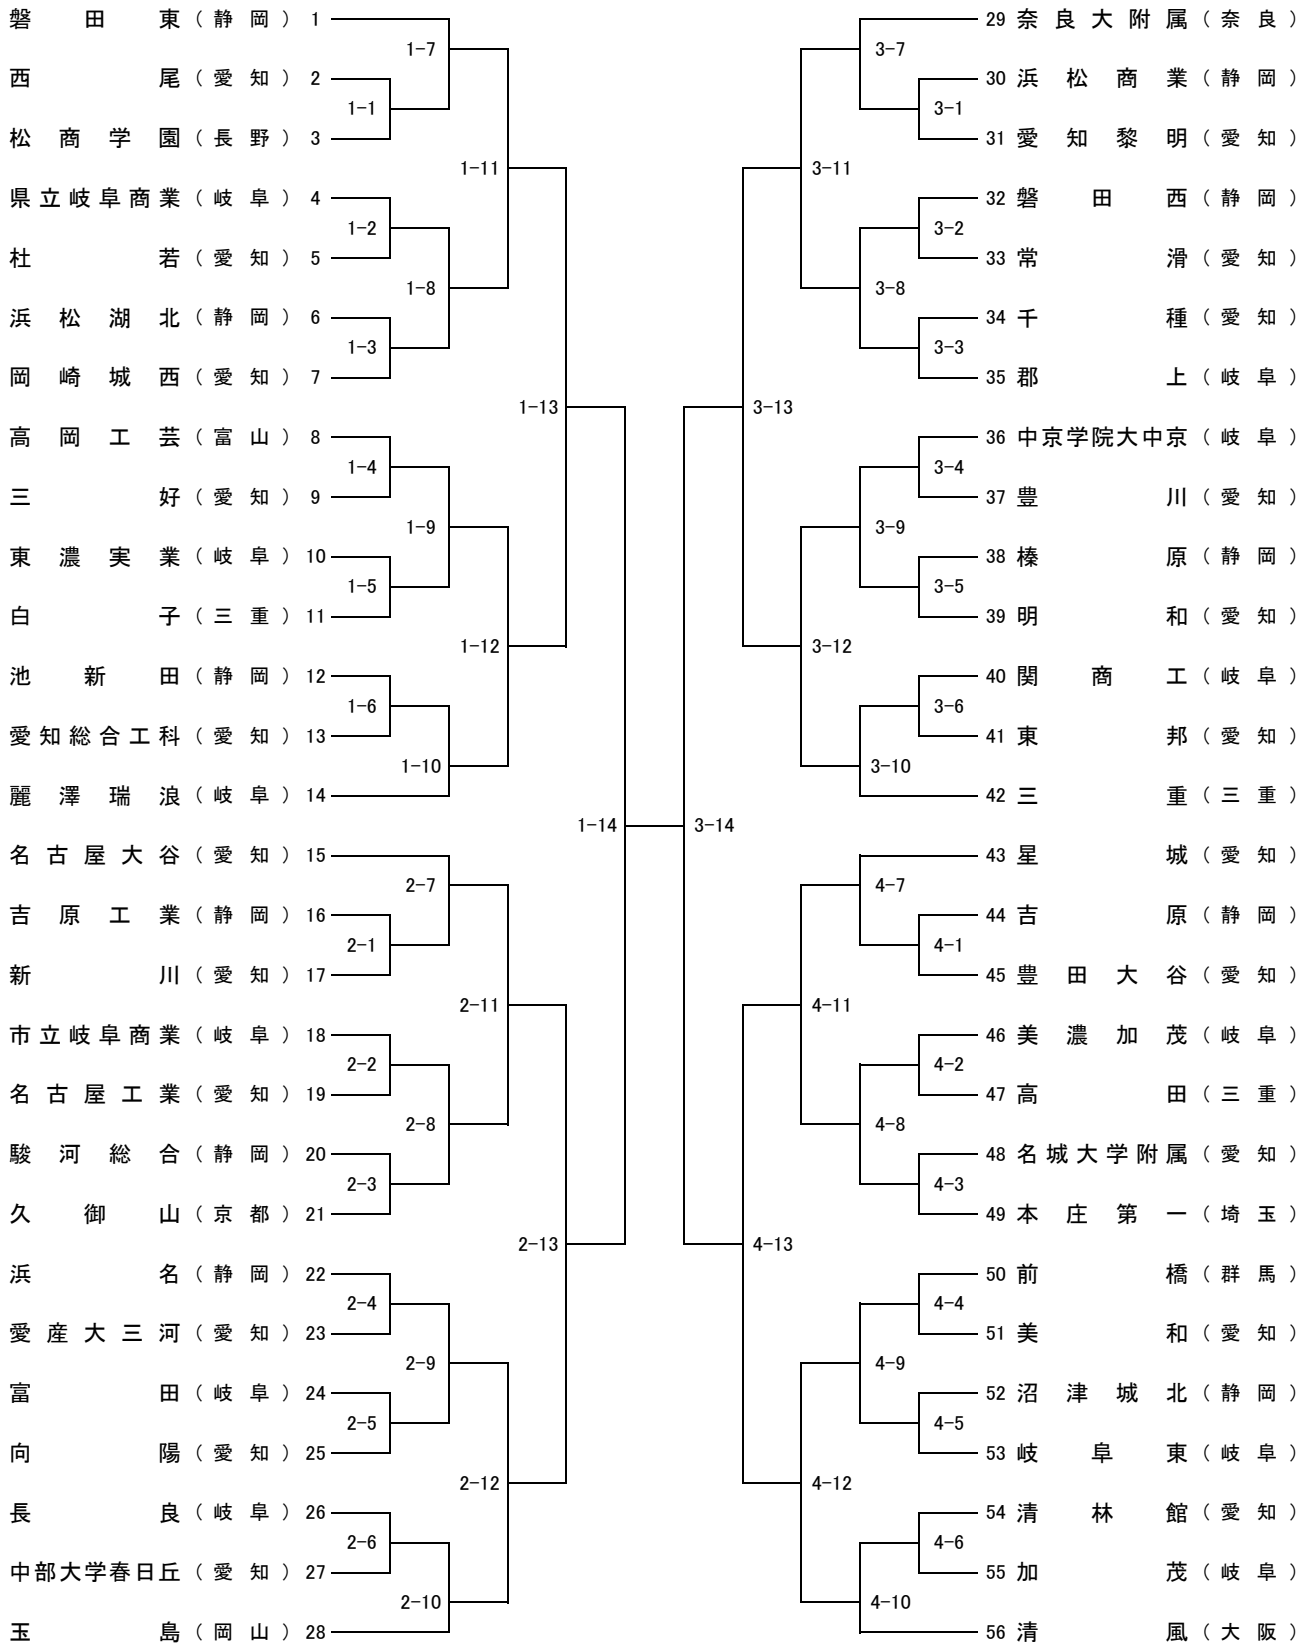 磐田東（静岡）1
1-7
西尾（愛知）2
1-1
松商学園（長野）3
1-11
県立岐阜商業（岐阜）4
1-2
杜若（愛知）5
1-8
浜松湖北（静岡）6
1-3
岡崎城西（愛知）7
1-13
高岡工芸（富山）8
1-4
三好（愛知）9
1-9
東濃実業（岐阜）10
1-5
白子（三重）11
1-12
池新田（静岡）12
1-6
愛知総合工科（愛知）13
1-10
麗澤瑞浪（岐阜）14
1-14
名古屋大谷（愛知）15
2-7
吉原工業（静岡）16
2-1
新川（愛知）17
2-11
市立岐阜商業（岐阜）18
2-2
名古屋工業（愛知）19
2-8
駿河総合（静岡）20
2-3
久御山（京都）21
2-13
浜名（静岡）22
2-4
愛産大三河（愛知）23
2-9
富田（岐阜）24
2-5
向陽（愛知）25
2-12
長良（岐阜）26
2-6
中部大学春日丘（愛知）27
2-10
玉島（岡山）28
29 奈良大附属（奈良）
3-7
30 浜松商業（静岡）
3-1
31 愛知黎明（愛知）
3-11
32 磐田西（静岡）
3-2
33 常滑（愛知）
3-8
34 千種（愛知）
3-3
35 郡上（岐阜）
3-13
36 中京学院大中京（岐阜）
3-4
37 豊川（愛知）
3-9
38 榛原（静岡）
3-5
39 明和（愛知）
3-12
40 関商工（岐阜）
3-6
41 東邦（愛知）
3-10
42 三重（三重）
3-14
43 星城（愛知）
4-7
44 吉原（静岡）
4-1
45 豊田大谷（愛知）
4-11
46 美濃加茂（岐阜）
4-2
47 高田（三重）
4-8
48 名城大学附属（愛知）
4-3
49 本庄第一（埼玉）
4-13
50 前橋（群馬）
4-4
51 美和（愛知）
4-9
52 沼津城北（静岡）
4-5
53 岐阜東（岐阜）
4-12
54 清林館（愛知）
4-6
55 加茂（岐阜）
4-10
56 清風（大阪）